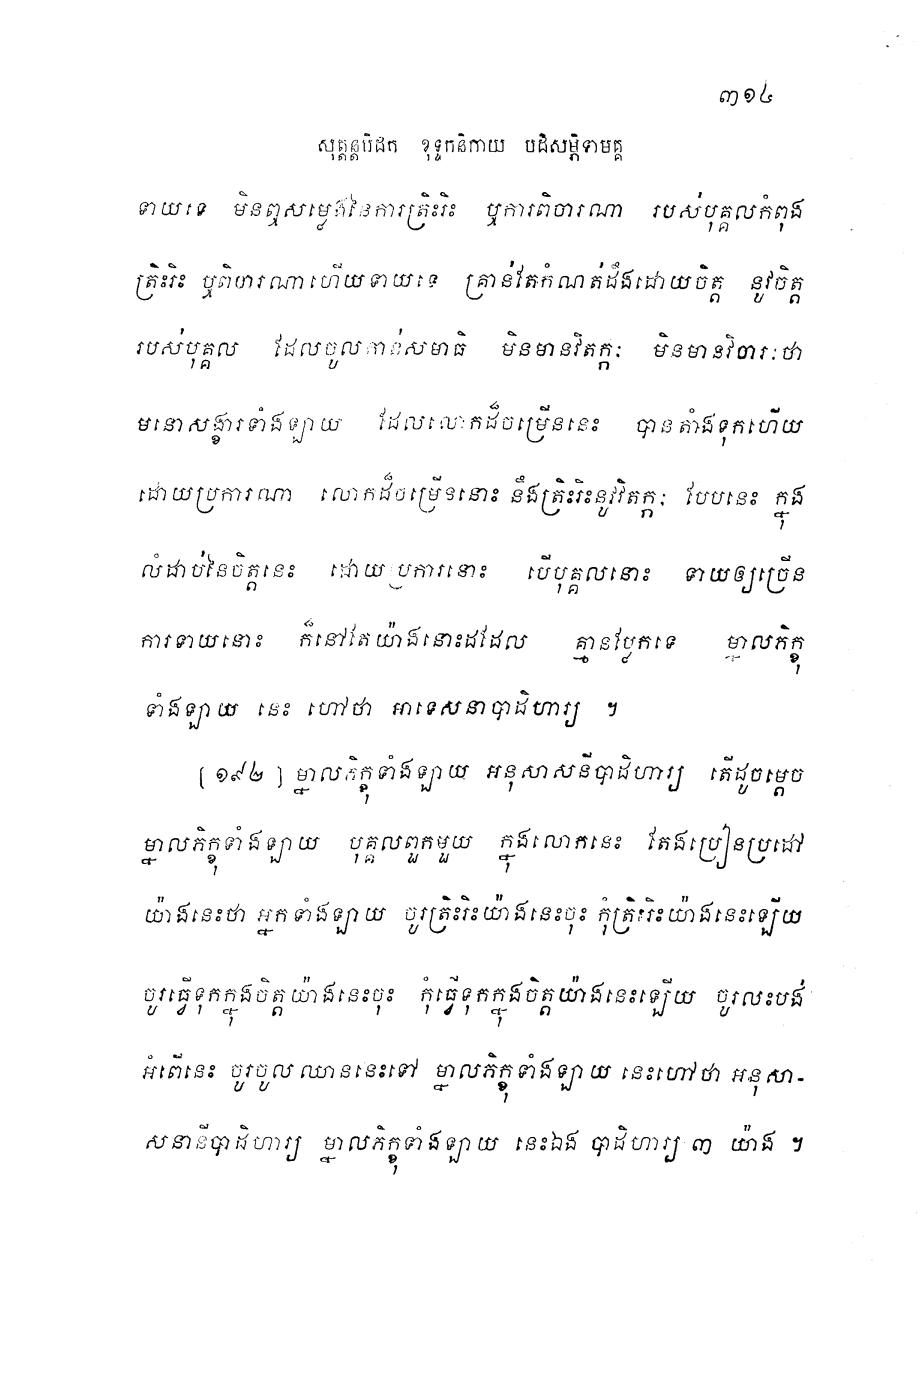 ៣១៤
សុត្តន្តបិដក ខុទ្ទកនិកាយ បដិសម្ភិទាមគ្គ
ទាយទេ មិនឮសម្លេងនៃការត្រិះរិះ ឬការពិចារណា របស់បុគ្គលកំពុង
ត្រិះរិះ ឬពិចារណាហើយទាយទេ គ្រាន់តែកំណត់ដឹងដោយចិត្ត នូវចិត្ត
របស់បុគ្គល ដែលចូលកាន់សមាធិ មិនមានវិតក្កៈ មិនមានវិចារៈថា
មនោសង្ខារទាំងឡាយ ដែលលោកដ៏ចម្រើននេះ បានតាំងទុកហើយ
ដោយប្រការណា លោកដ៏ចម្រើននោះ នឹងត្រិះរិះនូវវិតក្កៈ បែបនេះ ក្នុង
លំដាប់នៃចិត្តនេះ ដោយប្រការនោះ បើបុគ្គលនោះ ទាយឲ្យច្រើន
ការទាយនោះ ក៏នៅតែយ៉ាងនោះដដែល គ្មានប្លែកទេ ម្នាលភិក្ខុ
ទាំងឡាយ នេះ ហៅថា អាទេសនាបាដិហារ្យ ។
[ ១៩២ ] ម្នាលភិក្ខុទាំងឡាយ អនុសាសនីបាដិហារ្យ តើដូចម្តេច
ម្នាលភិក្ខុទាំងឡាយ បុគ្គលពួកមួយ ក្នុងលោកនេះ តែងប្រៀនប្រដៅ
យ៉ាងនេះថា អ្នកទាំងឡាយ ចូរត្រិះរិះយ៉ាងនេះចុះ កុំត្រិះរិះយ៉ាងនេះឡើយ
ចូរធ្វើទុកក្នុងចិត្តយ៉ាងនេះចុះ កុំធ្វើទុកក្នុងចិត្តយ៉ាងនេះឡើយ ចូរលះបង់
អំពើនេះ ចូរចូលឈាននេះទៅ ម្នាលភិក្ខុទាំងឡាយ នេះហៅថា អនុសា-
សនានីបាដិហារ្យ ម្នាលភិក្ខុទាំងឡាយ នេះឯង បាដិហារ្យ ៣ យ៉ាង ។